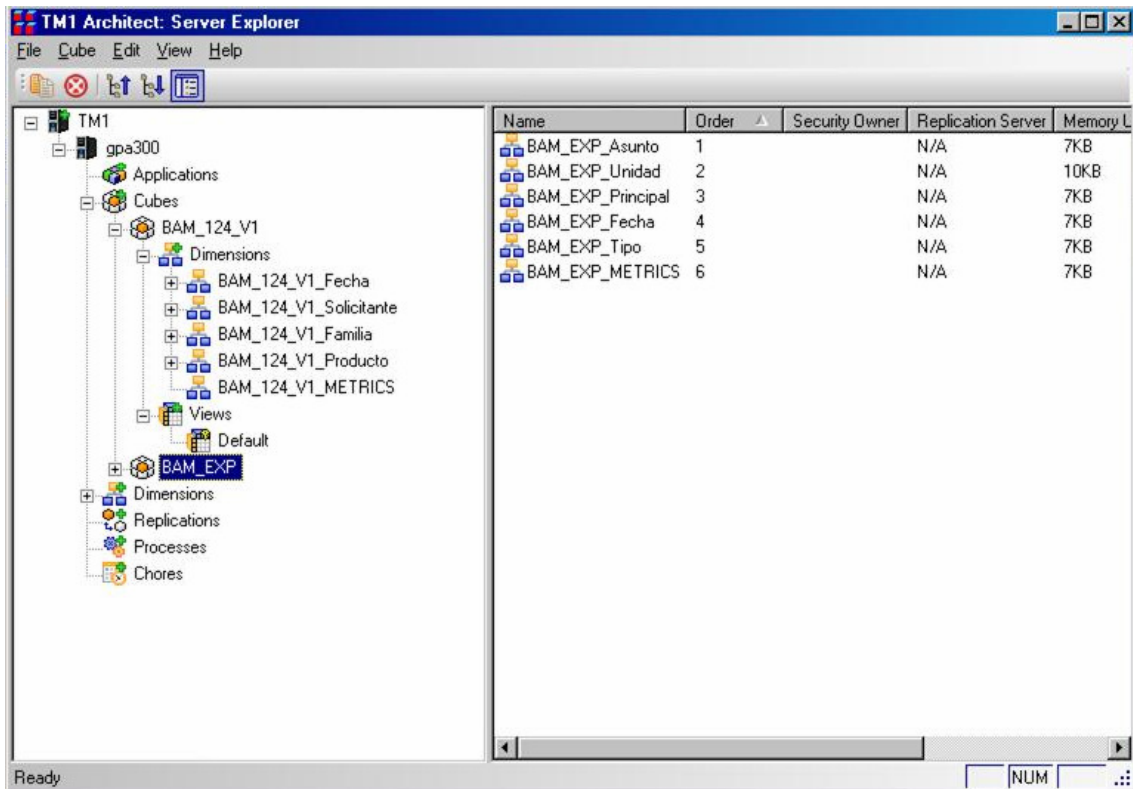 TM1 Architect: Server Explorer
File Cube Edit View Help
TM1
gpa300
Applications
Cubes
BAM_124_V1
Dimensions
BAM_124_V1_Fecha
BAM_124_V1_Solicitante
BAM_124_V1_Familia
BAM_124_V1_Producto
BAM_124_V1_METRICS
Views
Default
BAM_EXP
Dimensions
Replications
Processes
Chores
Name Order Security Owner Replication Server Memory U
BAM_EXP_Asunto 1 N/A 7KB
BAM_EXP_Unidad 2 N/A 10KB
BAM_EXP_Principal 3 N/A 7KB
BAM_EXP_Fecha 4 N/A 7KB
BAM_EXP_Tipo 5 N/A 7KB
BAM_EXP_METRICS 6 N/A 7KB
Ready NUM